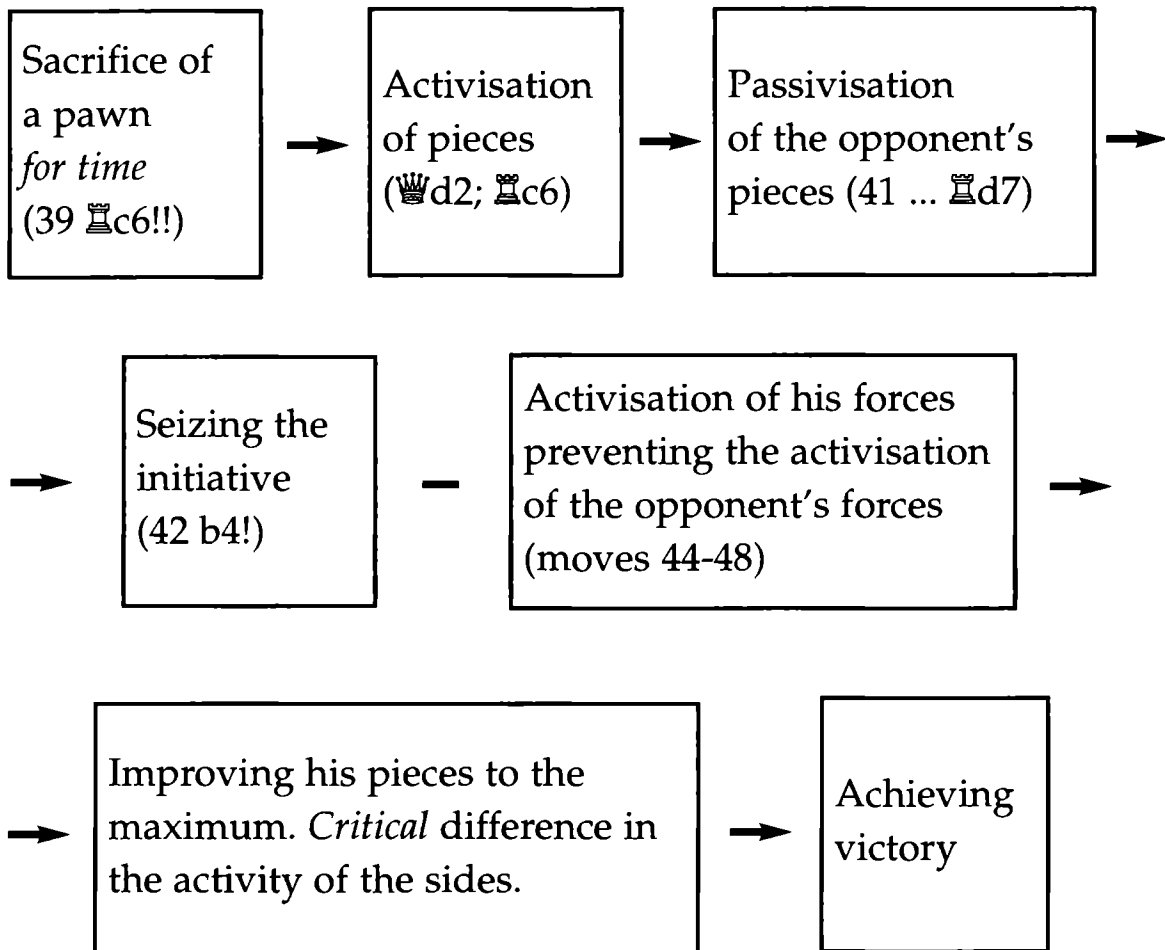 Sacrifice of
a pawn
for time
(39 ♖c6!!)
Activisation
of pieces
(♕d2; ♖c6)
Passivisation
of the opponent's
pieces (41 ... ♖d7)
Seizing the
initiative
(42 b4!)
Activisation of his forces
preventing the activisation
of the opponent's forces
(moves 44-48)
Improving his pieces to the
maximum. Critical difference in
the activity of the sides.
Achieving
victory